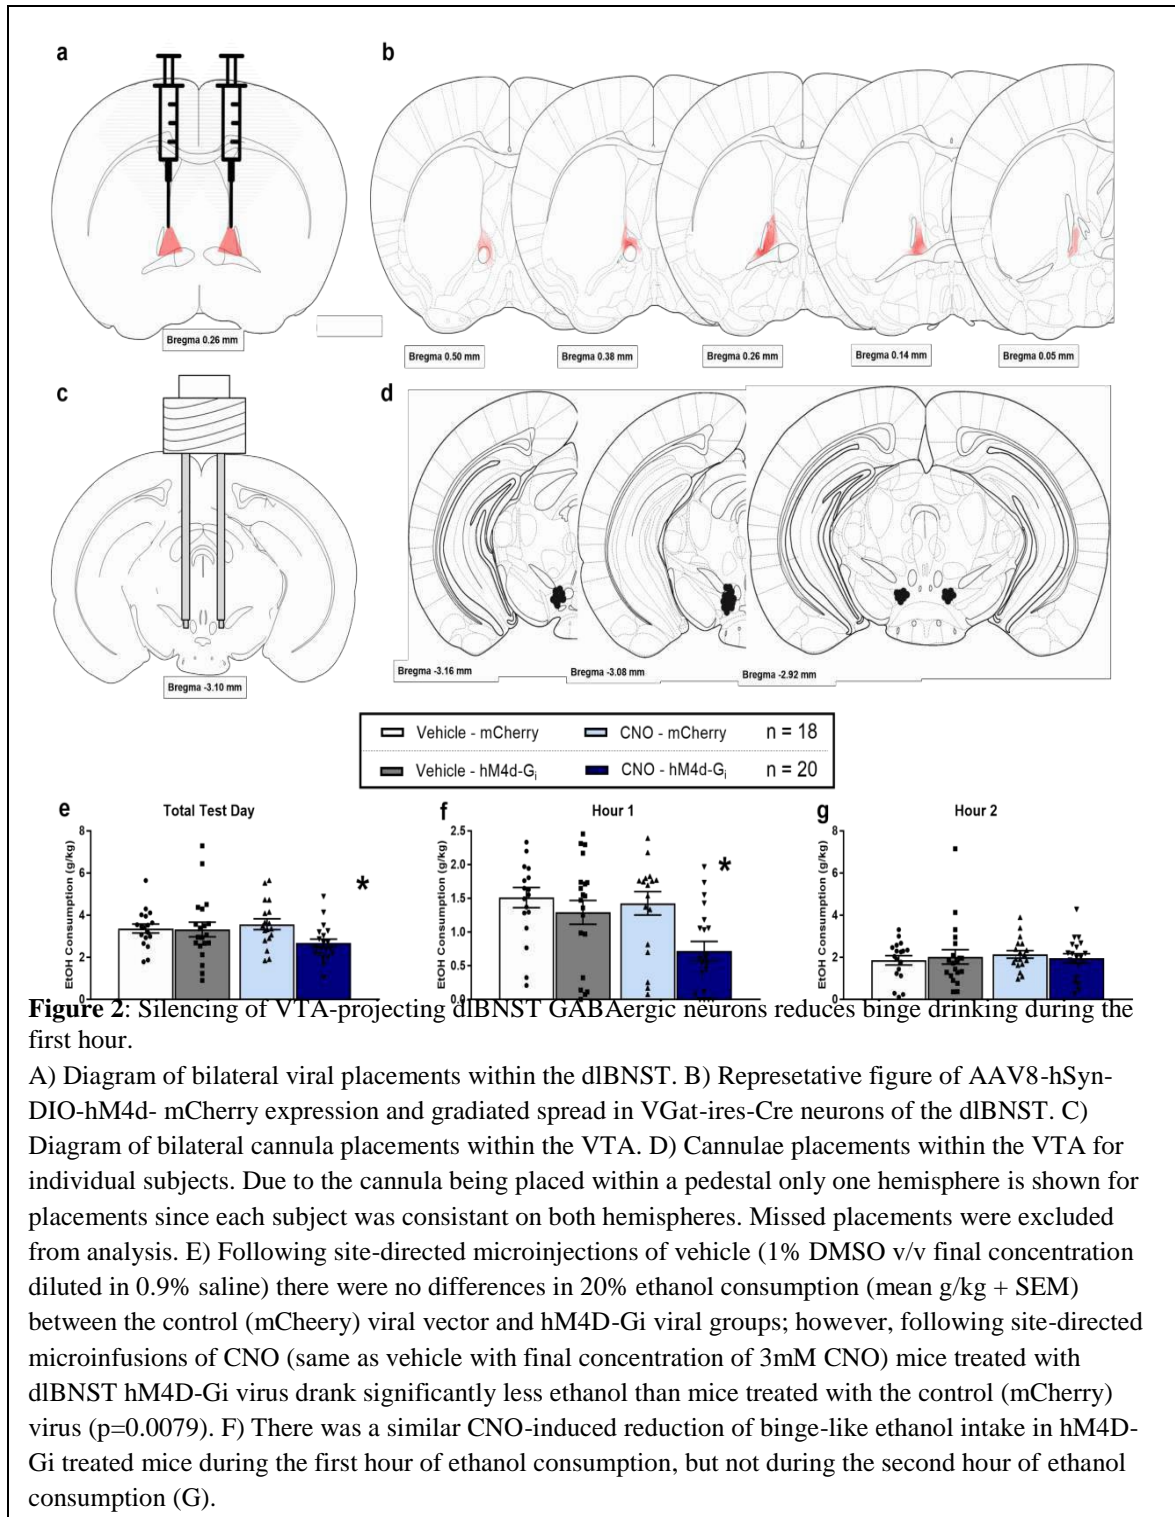 a
b
Bregma 0.26 mm
Bregma 0.50 mm
Bregma 0.38 mm
Bregma 0.26 mm
Bregma 0.14 mm
Bregma 0.05 mm
c
d
Bregma -3.10 mm
Bregma -3.16 mm
Bregma -3.08 mm
Bregma -2.92 mm
Vehicle - mCherry CNO - mCherry n = 18
Vehicle - hM4d-Gi CNO - hM4d-Gi n = 20
e
Total Test Day
EtOH Consumption (g/kg)
8
6
4
2
0
*
f
Hour 1
EtOH Consumption (g/kg)
2.5
2.0
1.5
1.0
0.5
0.0
*
g
Hour 2
EtOH Consumption (g/kg)
8
6
4
2
0
Figure 2: Silencing of VTA-projecting dlBNST GABAergic neurons reduces binge drinking during the
first hour.
A) Diagram of bilateral viral placements within the dlBNST. B) Represetative figure of AAV8-hSyn-
DIO-hM4d- mCherry expression and gradiated spread in VGat-ires-Cre neurons of the dlBNST. C)
Diagram of bilateral cannula placements within the VTA. D) Cannulae placements within the VTA for
individual subjects. Due to the cannula being placed within a pedestal only one hemisphere is shown for
placements since each subject was consistant on both hemispheres. Missed placements were excluded
from analysis. E) Following site-directed microinjections of vehicle (1% DMSO v/v final concentration
diluted in 0.9% saline) there were no differences in 20% ethanol consumption (mean g/kg + SEM)
between the control (mCheery) viral vector and hM4D-Gi viral groups; however, following site-directed
microinfusions of CNO (same as vehicle with final concentration of 3mM CNO) mice treated with
dlBNST hM4D-Gi virus drank significantly less ethanol than mice treated with the control (mCherry)
virus (p=0.0079). F) There was a similar CNO-induced reduction of binge-like ethanol intake in hM4D-
Gi treated mice during the first hour of ethanol consumption, but not during the second hour of ethanol
consumption (G).